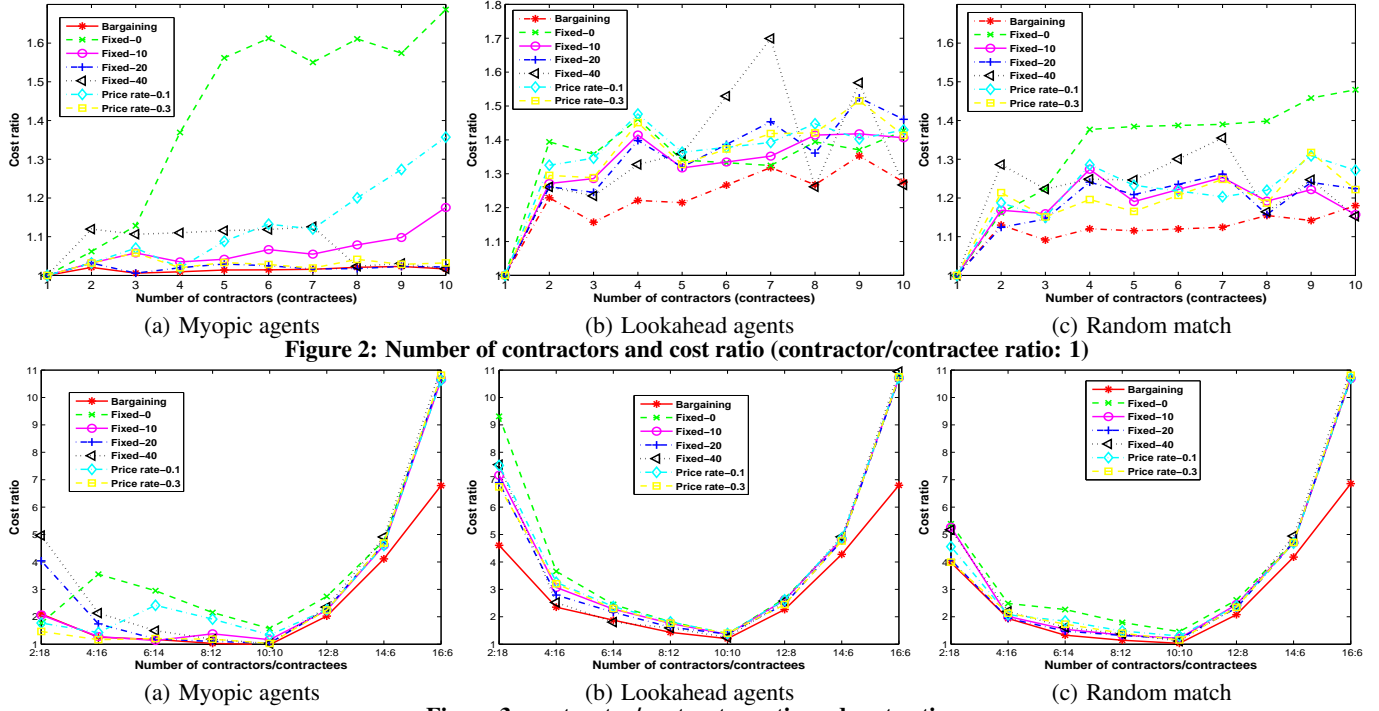 Cost ratio
1
1.1
1.2
1.3
1.4
1.5
1.6
1 2 3 4 5 6 7 8 9 10
Number of contractors (contractees)
Bargaining
Fixed−0
Fixed−10
Fixed−20
Fixed−40
Price rate−0.1
Price rate−0.3
(a) Myopic agents
Cost ratio
1
1.1
1.2
1.3
1.4
1.5
1.6
1.7
1.8
1 2 3 4 5 6 7 8 9 10
Number of contractors (contractees)
Bargaining
Fixed−0
Fixed−10
Fixed−20
Fixed−40
Price rate−0.1
Price rate−0.3
(b) Lookahead agents
Cost ratio
1
1.1
1.2
1.3
1.4
1.5
1.6
1 2 3 4 5 6 7 8 9 10
Number of contractors (contractees)
Bargaining
Fixed−0
Fixed−10
Fixed−20
Fixed−40
Price rate−0.1
Price rate−0.3
(c) Random match
Figure 2: Number of contractors and cost ratio (contractor/contractee ratio: 1)
Cost ratio
1
2
3
4
5
6
7
8
9
10
11
2:18 4:16 6:14 8:12 10:10 12:8 14:6 16:6
Number of contractors/contractees
Bargaining
Fixed−0
Fixed−10
Fixed−20
Fixed−40
Price rate−0.1
Price rate−0.3
(a) Myopic agents
Cost ratio
1
2
3
4
5
6
7
8
9
10
11
2:18 4:16 6:14 8:12 10:10 12:8 14:6 16:6
Number of contractors/contractees
Bargaining
Fixed−0
Fixed−10
Fixed−20
Fixed−40
Price rate−0.1
Price rate−0.3
(b) Lookahead agents
Cost ratio
1
2
3
4
5
6
7
8
9
10
11
2:18 4:16 6:14 8:12 10:10 12:8 14:6 16:6
Number of contractors/contractees
Bargaining
Fixed−0
Fixed−10
Fixed−20
Fixed−40
Price rate−0.1
Price rate−0.3
(c) Random match